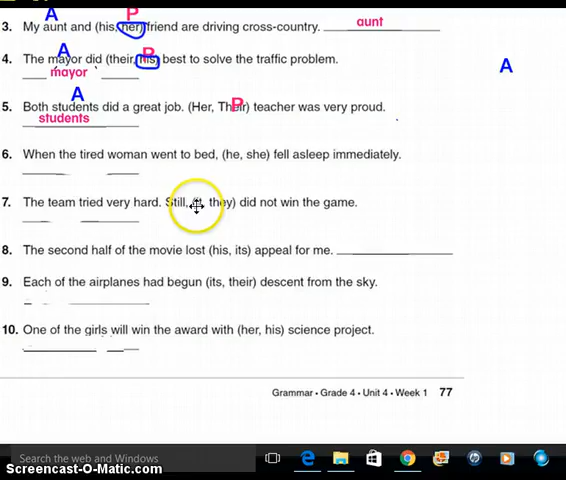 A P
3. My aunt and (his, her) friend are driving cross-country. aunt
A P
4. The mayor did (their, his) best to solve the traffic problem.
mayor
A
A P
5. Both students did a great job. (Her, Their) teacher was very proud.
students
6. When the tired woman went to bed, (he, she) fell asleep immediately.
7. The team tried very hard. Still, (it, they) did not win the game.
8. The second half of the movie lost (his, its) appeal for me.
9. Each of the airplanes had begun (its, their) descent from the sky.
10. One of the girls will win the award with (her, his) science project.
Grammar • Grade 4 • Unit 4 • Week 1 77
Search the web and Windows
Screencast-O-Matic.com